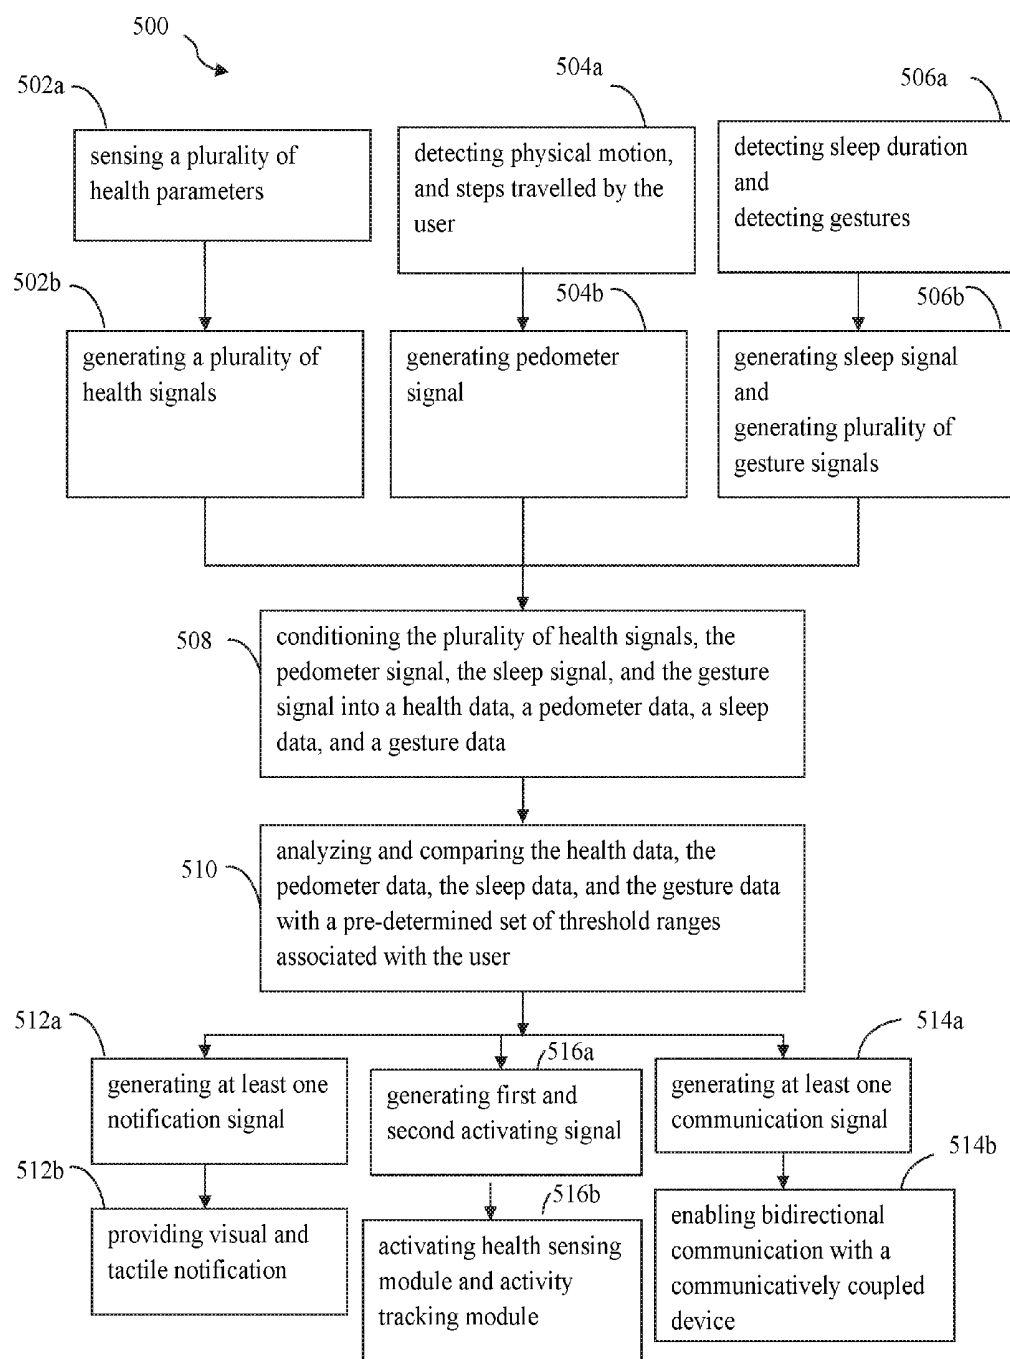 500
502a
sensing a plurality of
health parameters
504a
detecting physical motion,
and steps travelled by the
user
506a
detecting sleep duration
and
detecting gestures
502b
generating a plurality of
health signals
504b
generating pedometer
signal
506b
generating sleep signal
and
generating plurality of
gesture signals
508
conditioning the plurality of health signals, the
pedometer signal, the sleep signal, and the gesture
signal into a health data, a pedometer data, a sleep
data, and a gesture data
510
analyzing and comparing the health data, the
pedometer data, the sleep data, and the gesture data
with a pre-determined set of threshold ranges
associated with the user
512a
generating at least one
notification signal
516a
generating first and
second activating signal
514a
generating at least one
communication signal
512b
providing visual and
tactile notification
516b
activating health sensing
module and activity
tracking module
514b
enabling bidirectional
communication with a
communicatively coupled
device